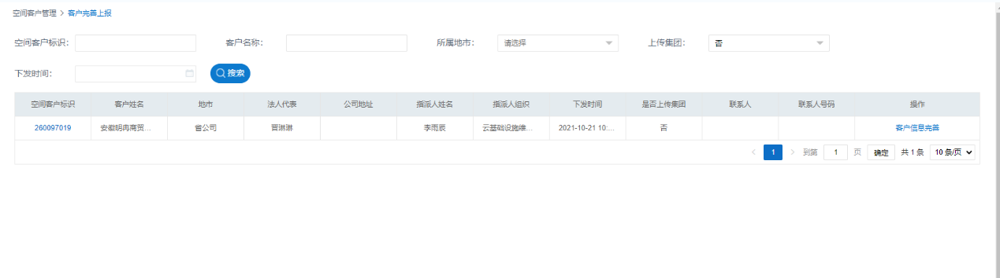 空间客户管理 > 客户完善上报
空间客户标识: 客户名称: 所属地市: 请选择 上传集团: 否
下发时间: 搜索
空间客户标识 客户姓名 地市 法人代表 公司地址 指派人姓名 指派人组织 下发时间 是否上传集团 联系人 联系人号码 操作
260097019 安徽明冉商贸... 省公司 贾琳琳 李雨辰 云基础设施维... 2021-10-21 10:... 否 客户信息完善
< 1 > 到第 1 页 确定 共 1 条 10 条/页